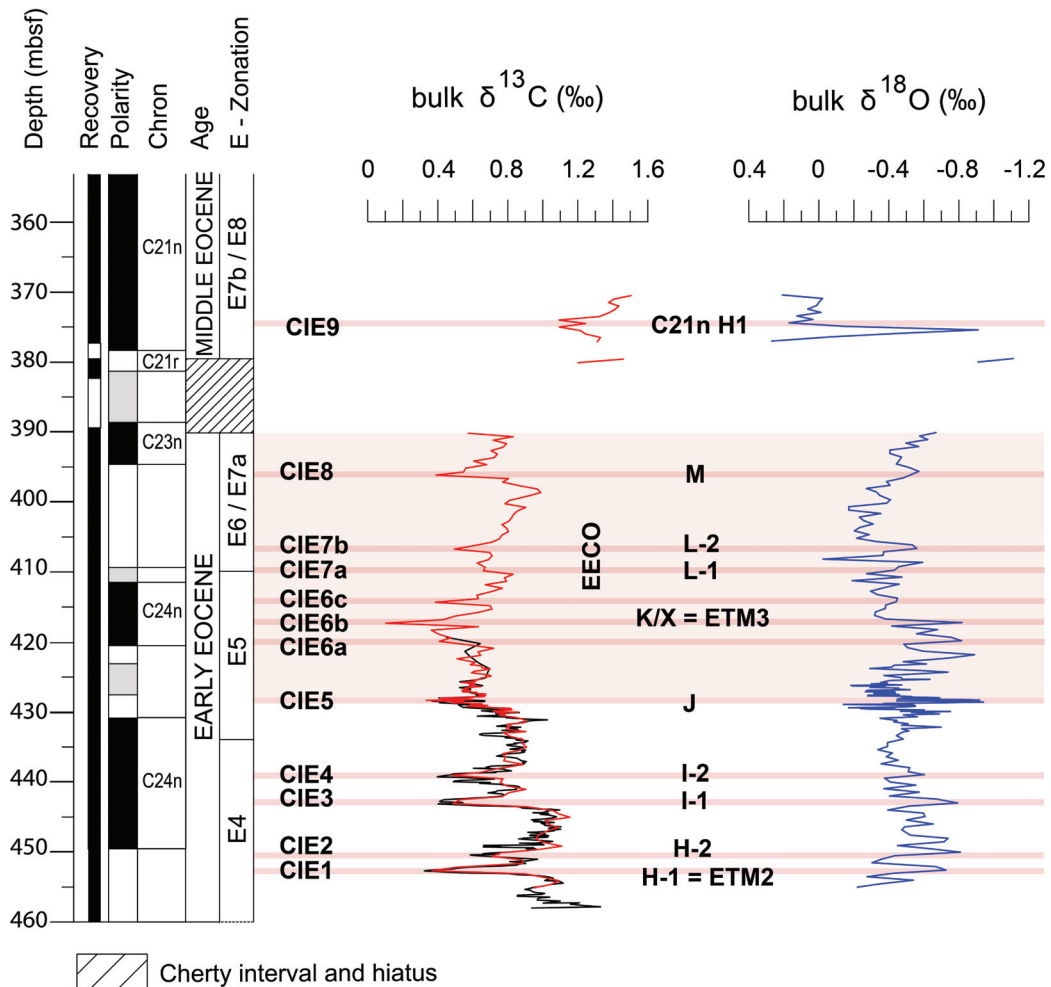 Depth (mbsf)
Recovery
Polarity
Chron
Age
E - Zonation
bulk δ13C (‰)
bulk δ18O (‰)
0 0.4 0.8 1.2 1.6
0.4 0 -0.4 -0.8 -1.2
360
370
380
390
400
410
420
430
440
450
460
C21n
C21r
C23n
C24n
C24n
MIDDLE EOCENE
EARLY EOCENE
E7b / E8
E6 / E7a
E5
E4
CIE9 C21n H1
CIE8 M
EECO
CIE7b L-2
CIE7a L-1
CIE6c
CIE6b K/X = ETM3
CIE6a
CIE5 J
CIE4 I-2
CIE3 I-1
CIE2 H-2
CIE1 H-1 = ETM2
Cherty interval and hiatus